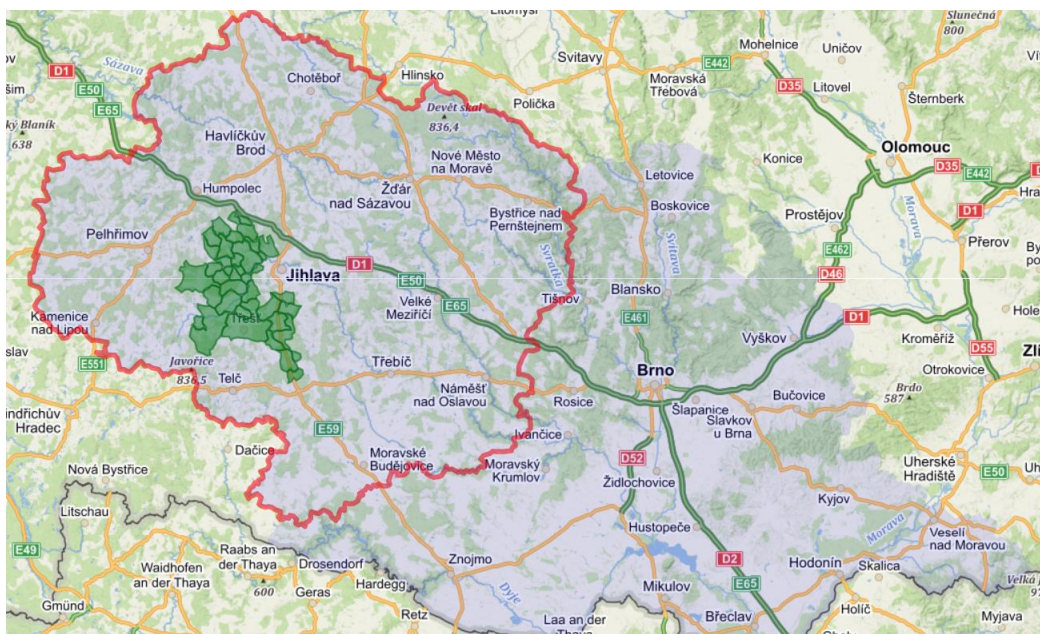 Litomyšl
Slunečná
800
Chotěboř
Hlinsko
Svitavy
E442
Mohelnice
Uničov
Moravská
Třebová
D35
Litovel
Šternberk
D1
Sázava
E50
E65
Polička
Devět skal
836,4
ký Blaník
638
Havlíčkův
Brod
Nové Město
na Moravě
Konice
Olomouc
D35
E442
Humpolec
Žďár
nad Sázavou
Letovice
Boskovice
Morava
D1
Pelhřimov
Bystřice nad
Pernštejnem
Prostějov
E462
Přerov
Svratka
Svitava
D46
Jihlava
D1
E50
Tišnov
Blansko
Třešť
Velké
Meziříčí
E65
E461
D1
Kamenice
nad Lipou
Vyškov
Kroměříž
D55
Javořice
836,5
E551
Telč
Třebíč
Brno
Otrokovice
Náměšť
nad Oslavou
Rosice
Šlapanice
Slavkov
u Brna
Bučovice
Brdo
587
indřichův
Hradec
E59
Ivančice
D52
Dačice
Moravské
Budějovice
Moravský
Krumlov
Židlochovice
Uherské
Hradiště
E50
Nová Bystřice
Kyjov
Litschau
Hustopeče
Morava
Veselí
nad Moravou
E49
Raabs an
der Thaya
600
Drosendorf
Znojmo
D2
Hodonín
Skalica
Waidhofen
an der Thaya
Geras
Hardegg
Dyje
Mikulov
E65
Gmünd
Retz
Laa an der
Thaya
Břeclav
Holíč
Myjava